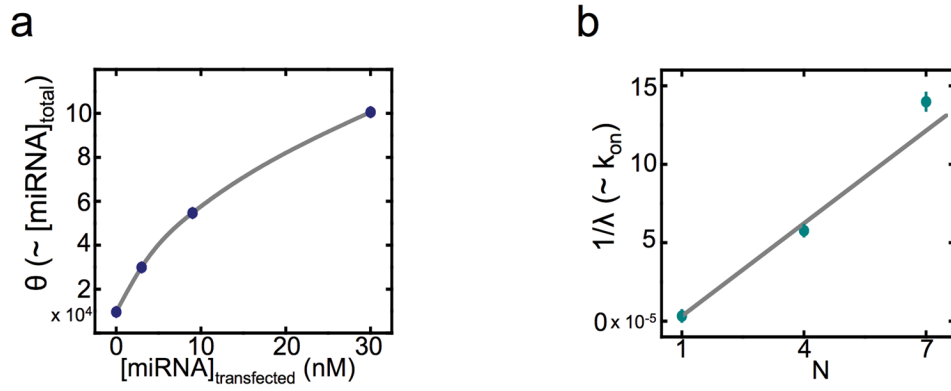 a
θ (~ [miRNA]total)
10
8
6
4
2
x 10⁴
0 10 20 30
[miRNA]transfected (nM)
b
1/λ (~ kon)
15
10
5
0 x 10⁻⁵
1 4 7
N